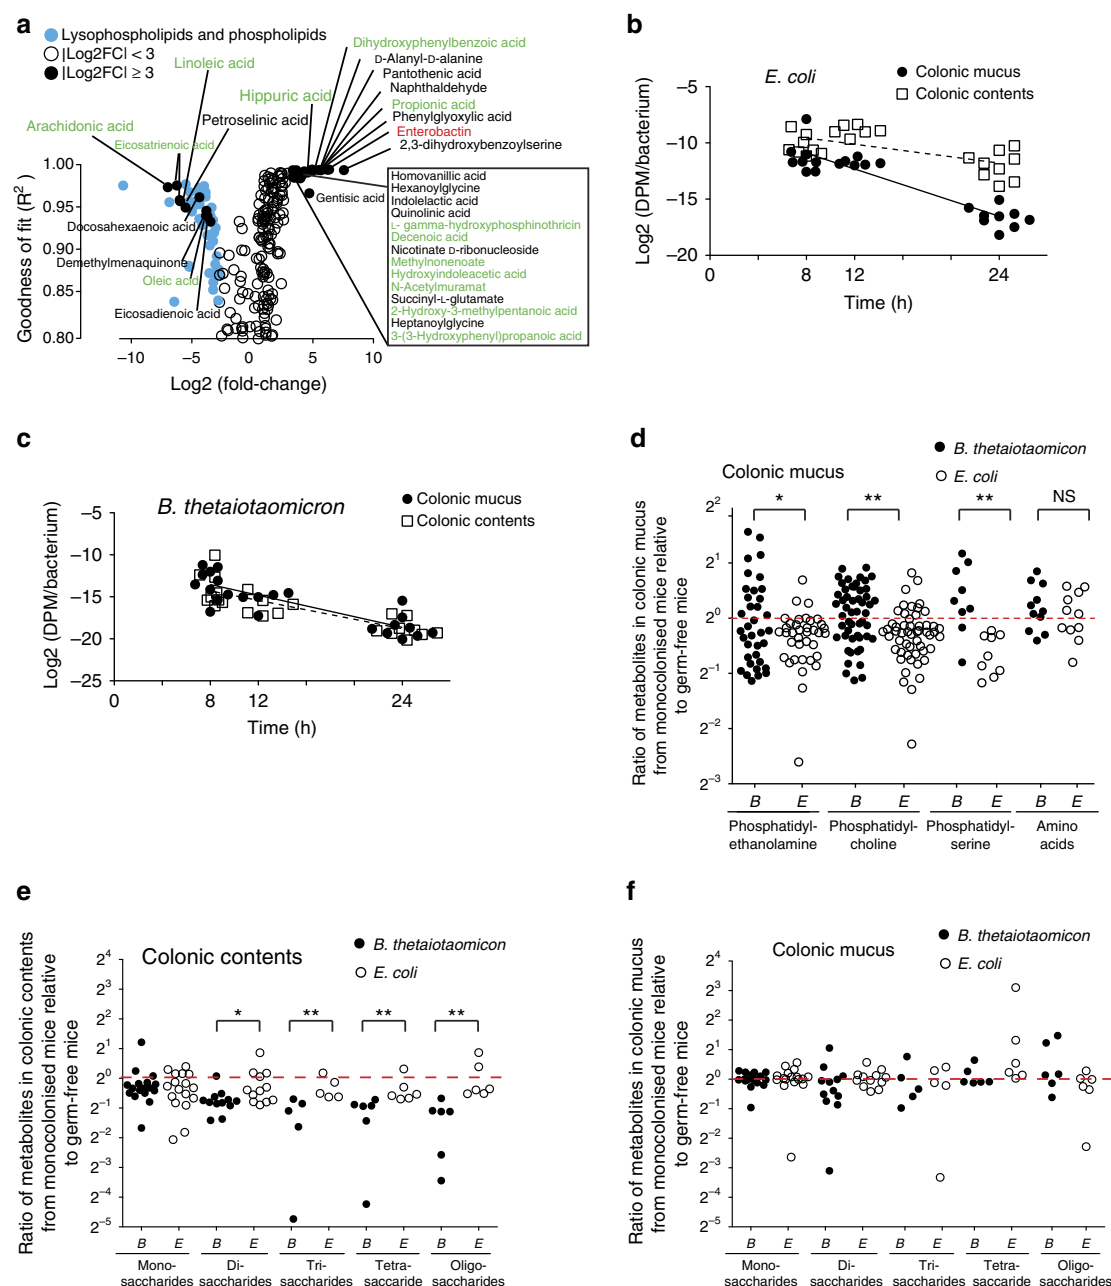 a
Lysophospholipids and phospholipids
|Log2FC| < 3
|Log2FC| ≥ 3
Linoleic acid
Hippuric acid
Arachidonic acid
Petroselinic acid
Eicosatrienoic acid
Dihydroxyphenylbenzoic acid
D-Alanyl-D-alanine
Pantothenic acid
Naphthaldehyde
Propionic acid
Phenylglyoxylic acid
Enterobactin
2,3-dihydroxybenzoylserine
Gentisic acid
Docosahexaenoic acid
Demethylmenaquinone
Oleic acid
Eicosadienoic acid
Homovanillic acid
Hexanoylglycine
Indolelactic acid
Quinolinic acid
L- gamma-hydroxyphosphinothricin
Decenoic acid
Nicotinate D-ribonucleoside
Methylnonenoate
Hydroxyindoleacetic acid
N-Acetylmuramat
Succinyl-L-glutamate
2-Hydroxy-3-methylpentanoic acid
Heptanoylglycine
3-(3-Hydroxyphenyl)propanoic acid
Goodness of fit (R²)
1.00
0.95
0.90
0.85
0.80
−10 −5 0 5 10
Log2 (fold-change)
b
E. coli
Colonic mucus
Colonic contents
Log2 (DPM/bacterium)
−5
−10
−15
−20
0 6 12 24
Time (h)
c
B. thetaiotaomicron
Colonic mucus
Colonic contents
Log2 (DPM/bacterium)
−5
−10
−15
−20
−25
0 8 12 24
Time (h)
d
B. thetaiotaomicon
E. coli
Colonic mucus
* ** ** NS
Ratio of metabolites in colonic mucus
from monocolonised mice relative
to germ-free mice
2²
2¹
2⁰
2⁻¹
2⁻²
2⁻³
B E B E B E B E
Phosphatidyl-
ethanolamine
Phosphatidyl-
choline
Phosphatidyl-
serine
Amino
acids
e
B. thetaiotaomicon
E. coli
Colonic contents
* ** ** **
Ratio of metabolites in colonic contents
from monocolonised mice relative
to germ-free mice
2⁴
2³
2²
2¹
2⁰
2⁻¹
2⁻²
2⁻³
2⁻⁴
2⁻⁵
B E B E B E B E B E
Mono-
saccharides
Di-
saccharides
Tri-
saccharides
Tetra-
saccaride
Oligo-
saccharides
f
B. thetaiotaomicon
E. coli
Colonic mucus
Ratio of metabolites in colonic mucus
from monocolonised mice relative
to germ-free mice
2⁴
2³
2²
2¹
2⁰
2⁻¹
2⁻²
2⁻³
2⁻⁴
2⁻⁵
B E B E B E B E B E
Mono-
saccharides
Di-
saccharides
Tri-
saccharides
Tetra-
saccaride
Oligo-
saccharides